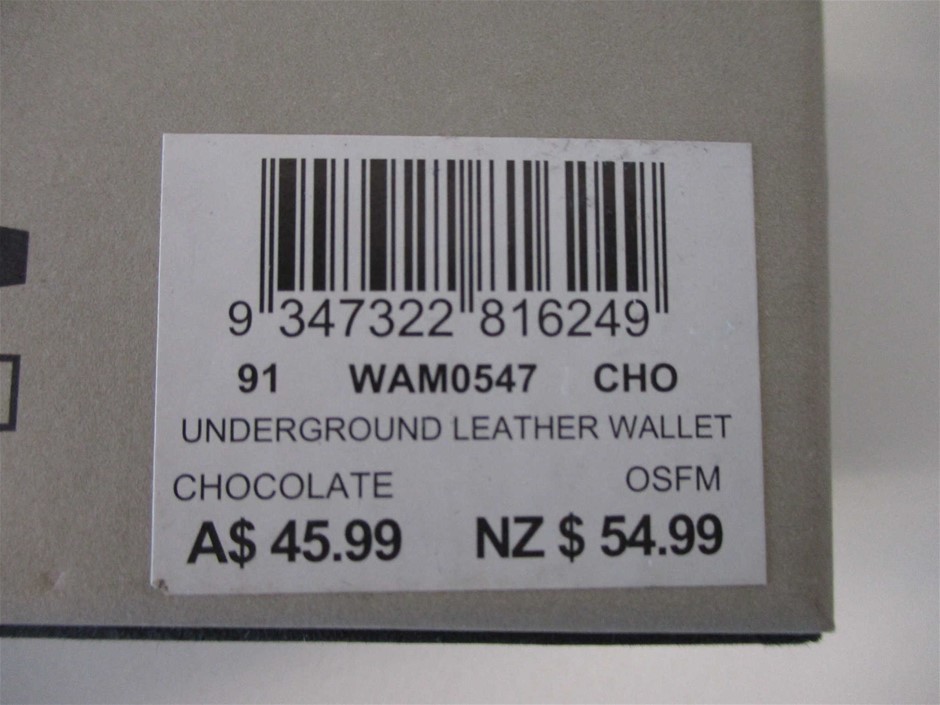 9 347322 816249
91 WAM0547 CHO
UNDERGROUND LEATHER WALLET
CHOCOLATE OSFM
A$ 45.99 NZ $ 54.99